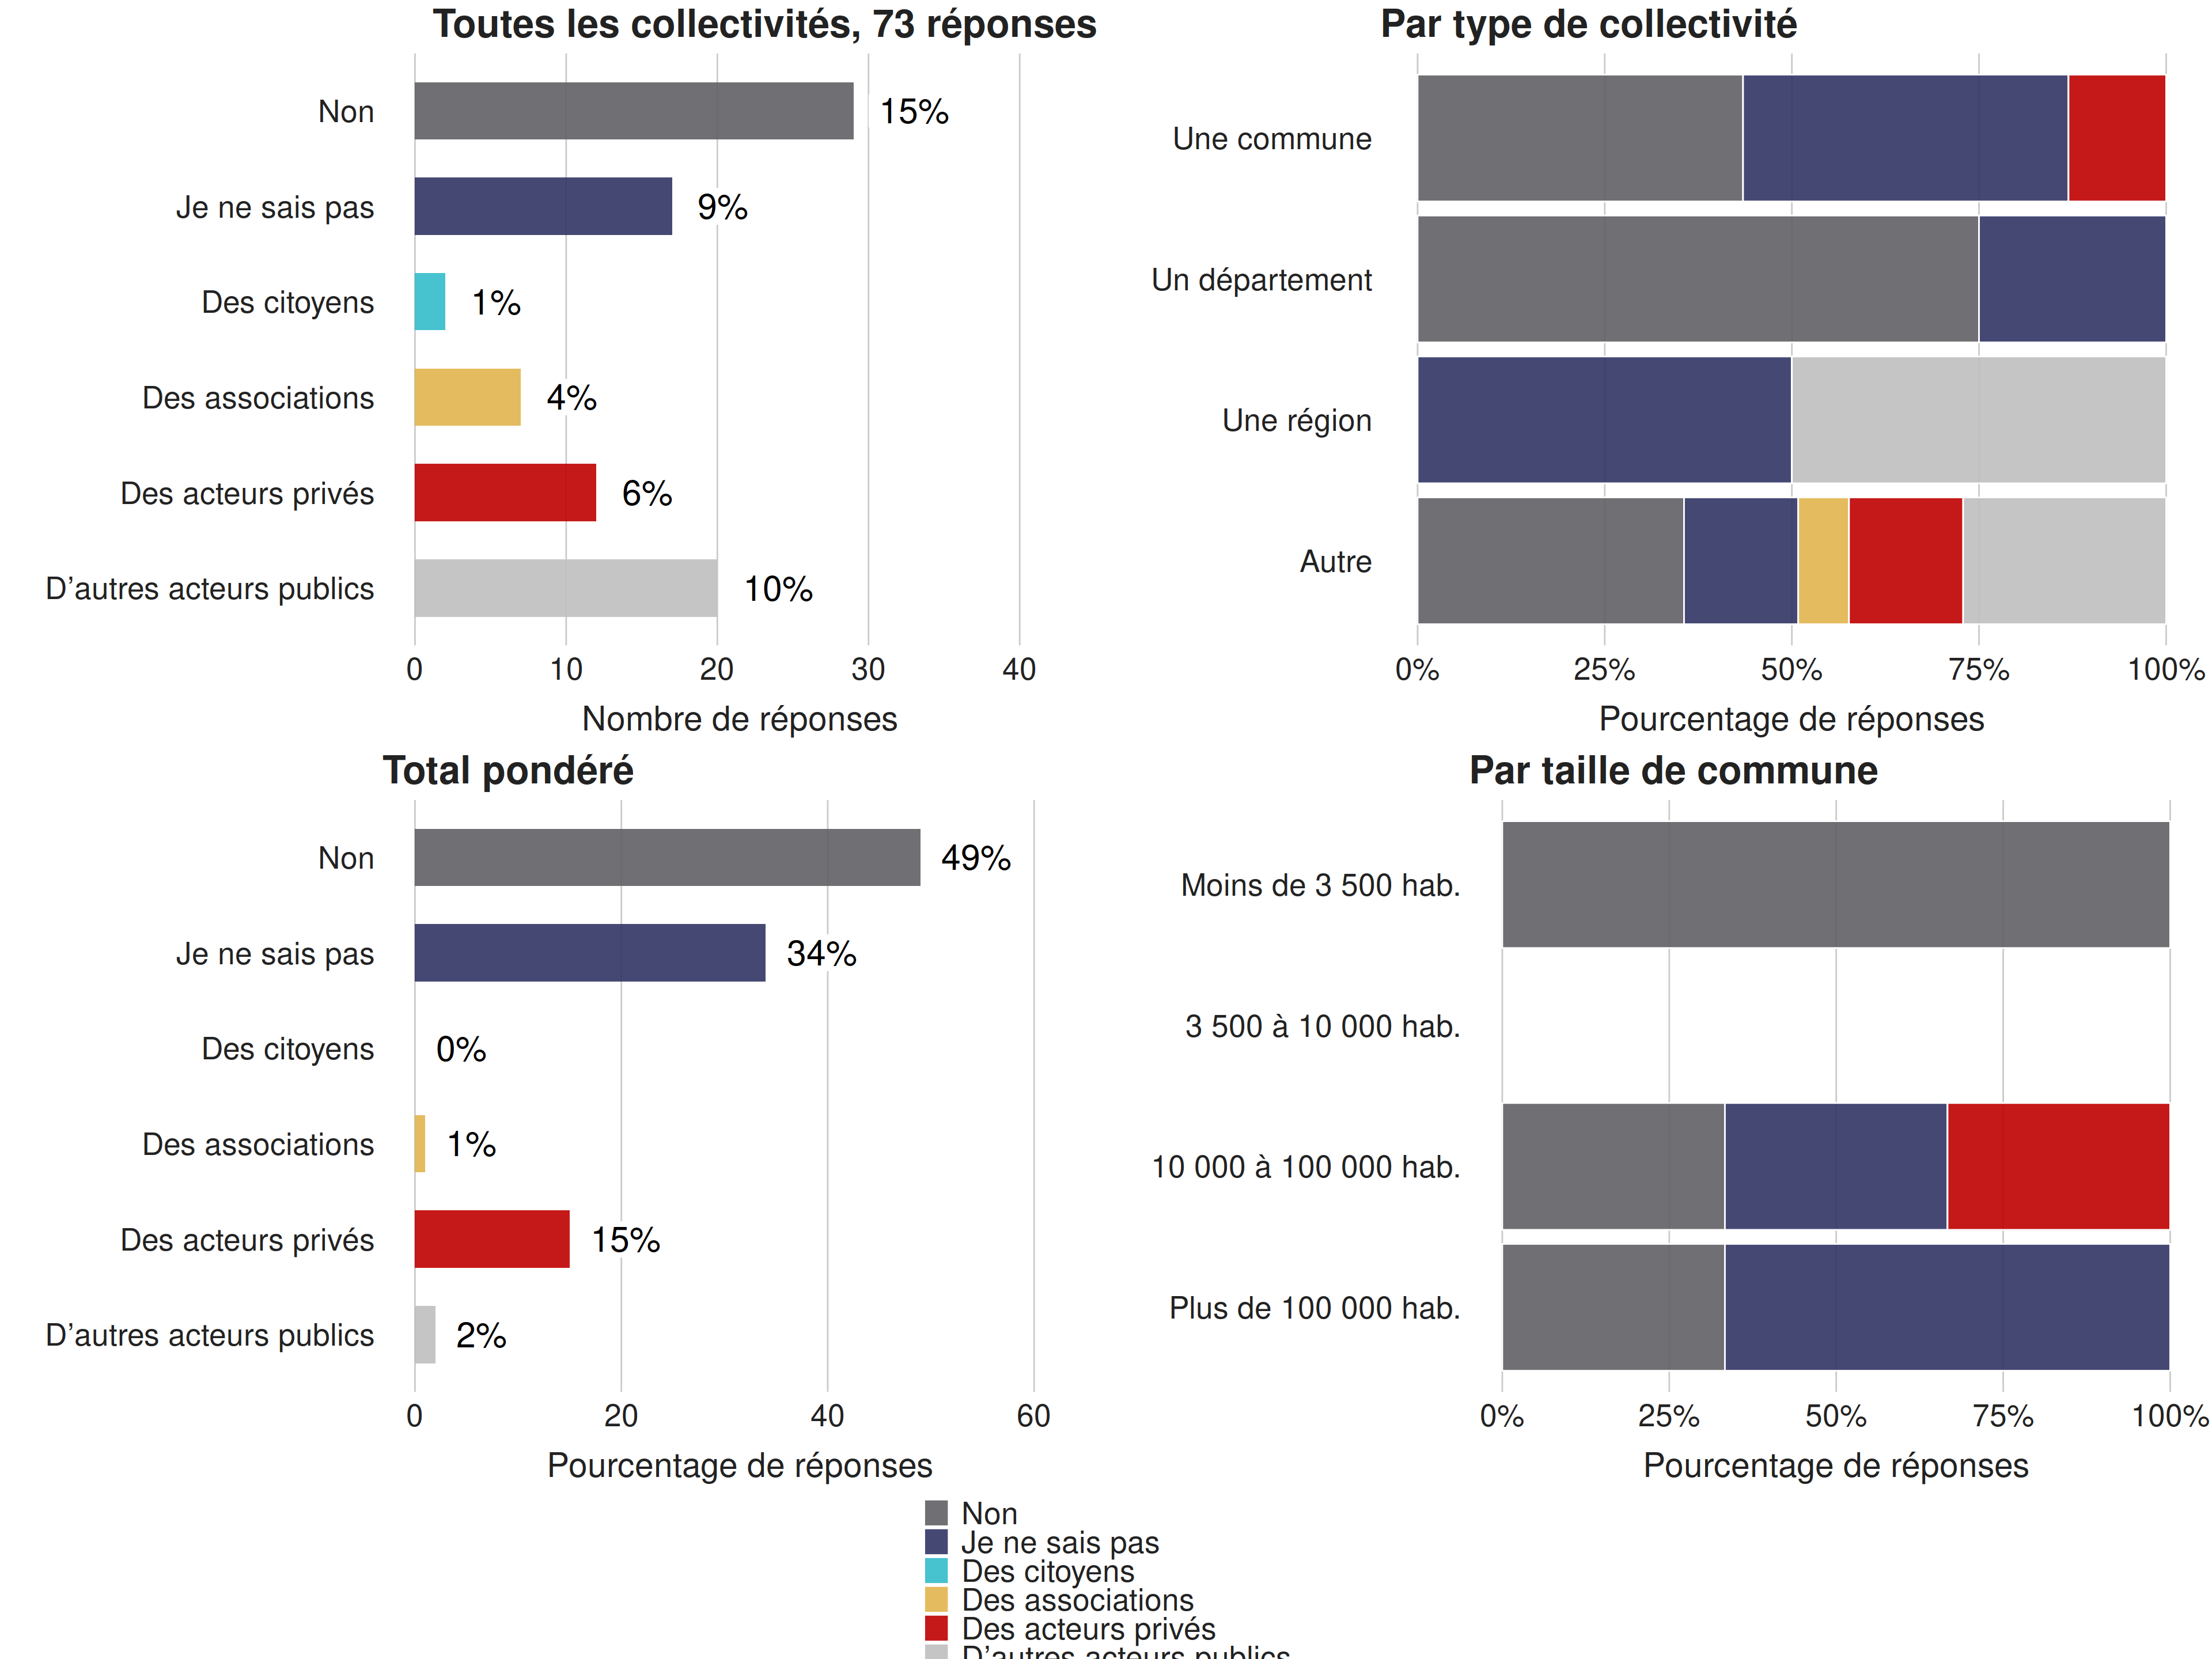 Toutes les collectivités, 73 réponses
Non
15%
Je ne sais pas
9%
Des citoyens
1%
Des associations
4%
Des acteurs privés
6%
D’autres acteurs publics
10%
0 10 20 30 40
Nombre de réponses
Par type de collectivité
Une commune
Un département
Une région
Autre
0% 25% 50% 75% 100%
Pourcentage de réponses
Total pondéré
Non
49%
Je ne sais pas
34%
Des citoyens
0%
Des associations
1%
Des acteurs privés
15%
D’autres acteurs publics
2%
0 20 40 60
Pourcentage de réponses
Par taille de commune
Moins de 3 500 hab.
3 500 à 10 000 hab.
10 000 à 100 000 hab.
Plus de 100 000 hab.
0% 25% 50% 75% 100%
Pourcentage de réponses
Non
Je ne sais pas
Des citoyens
Des associations
Des acteurs privés
D’autres acteurs publics